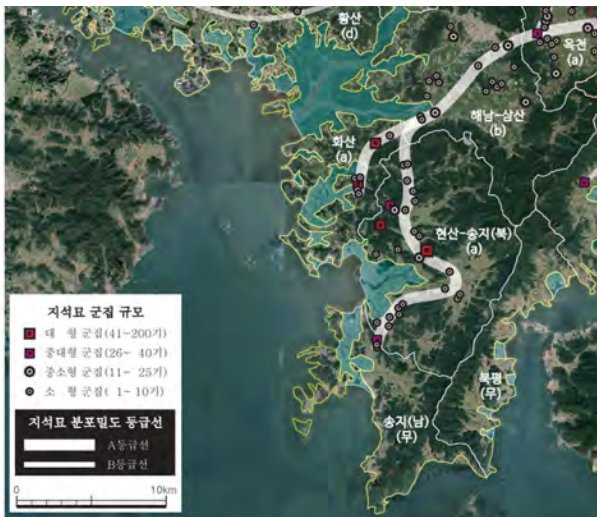 황산
(d)
옥천
(a)
해남-삼산
(b)
화산
(a)
현산-송지(북)
(a)
북평
(무)
송지(남)
(무)
지석묘 군집 규모
대 형 군집(41~200기)
중대형 군집(26~ 40기)
중소형 군집(11~ 25기)
소 형 군집( 1~10기)
지석묘 분포밀도 등급선
A등급선
B등급선
0 10km